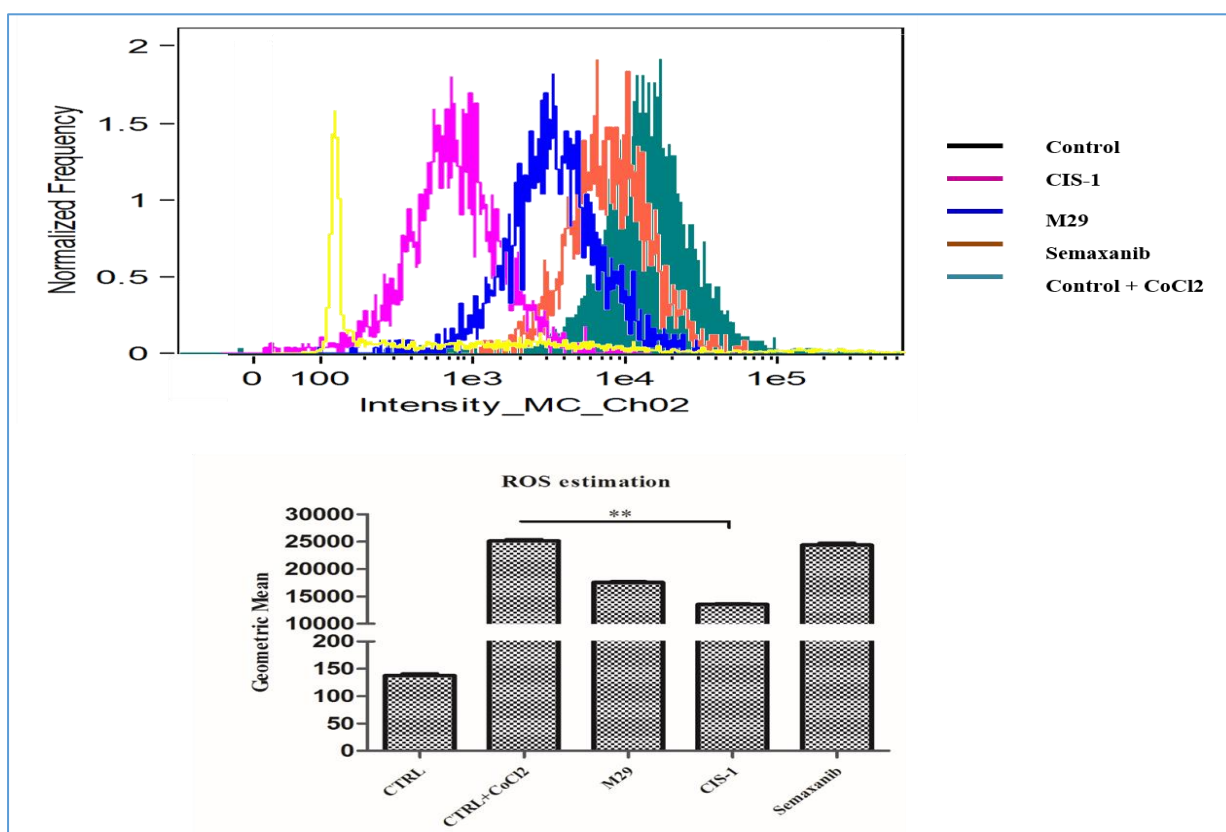 Normalized Frequency
2
1.5
1
0.5
0
0 100 1e3 1e4 1e5
Intensity_MC_Ch02
Control
CIS-1
M29
Semaxanib
Control + CoCl2
ROS estimation
**
Geometric Mean
30000
25000
20000
15000
10000
200
150
100
50
0
CTRL
CTRL+CoCl2
M29
CIS-1
Semaxanib